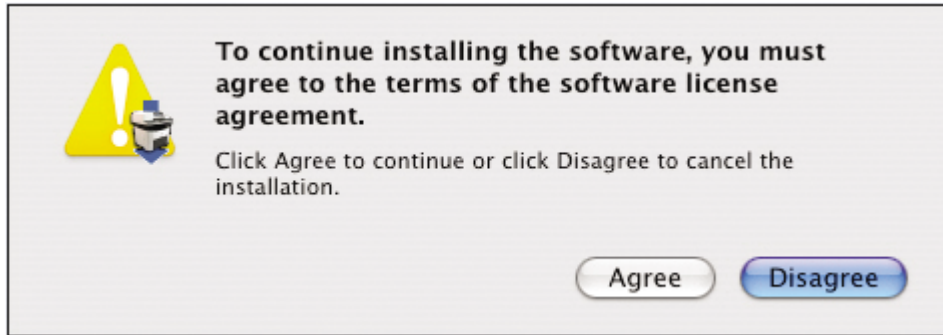 To continue installing the software, you must
agree to the terms of the software license
agreement.
Click Agree to continue or click Disagree to cancel the
installation.
Agree Disagree